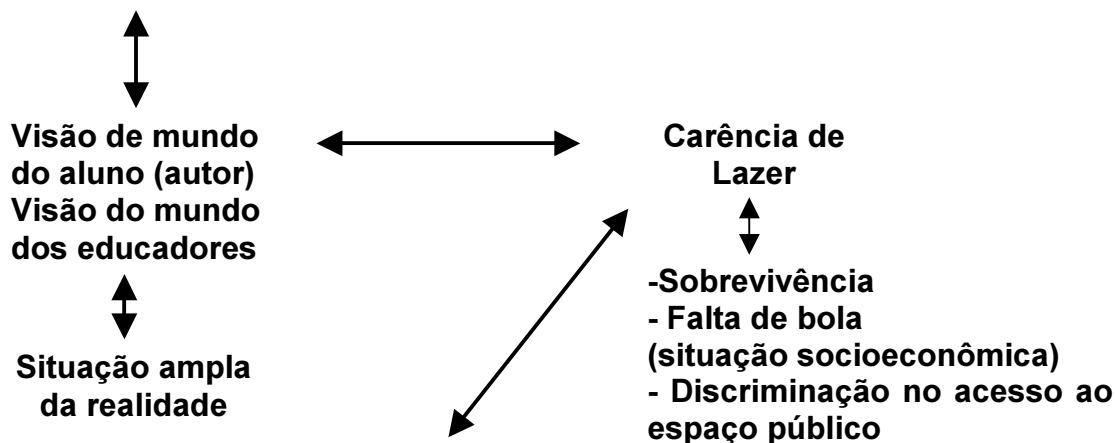 Visão de mundo
do aluno (autor)
Visão do mundo
dos educadores
Situação ampla
da realidade
Carência de
Lazer
-Sobrevivência
- Falta de bola
(situação socioeconômica)
- Discriminação no acesso ao
espaço público